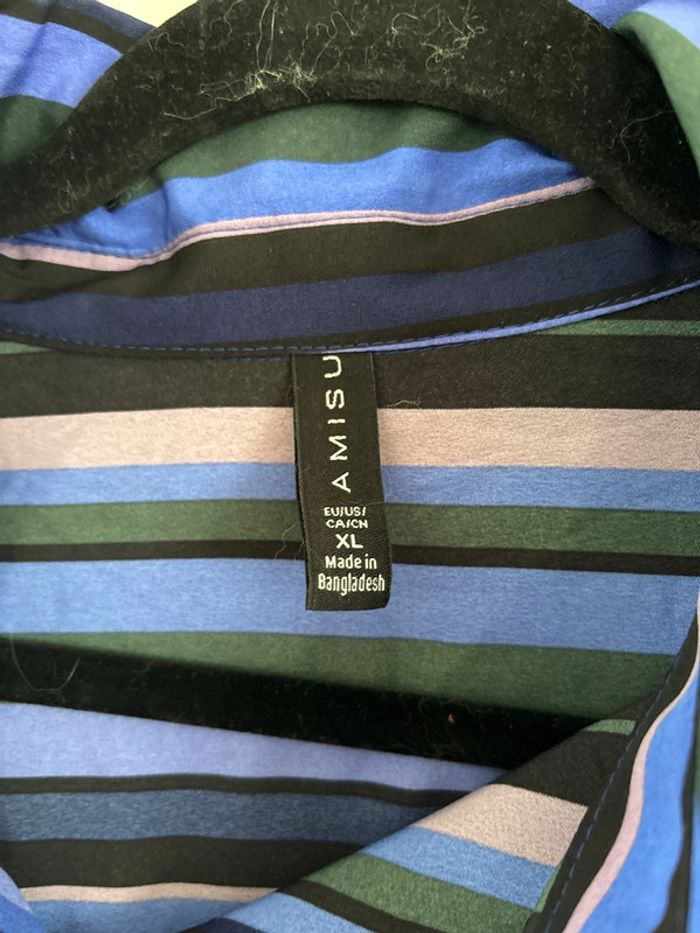 AMISU
EU/US/
CA/CN
XL
Made in
Bangladesh